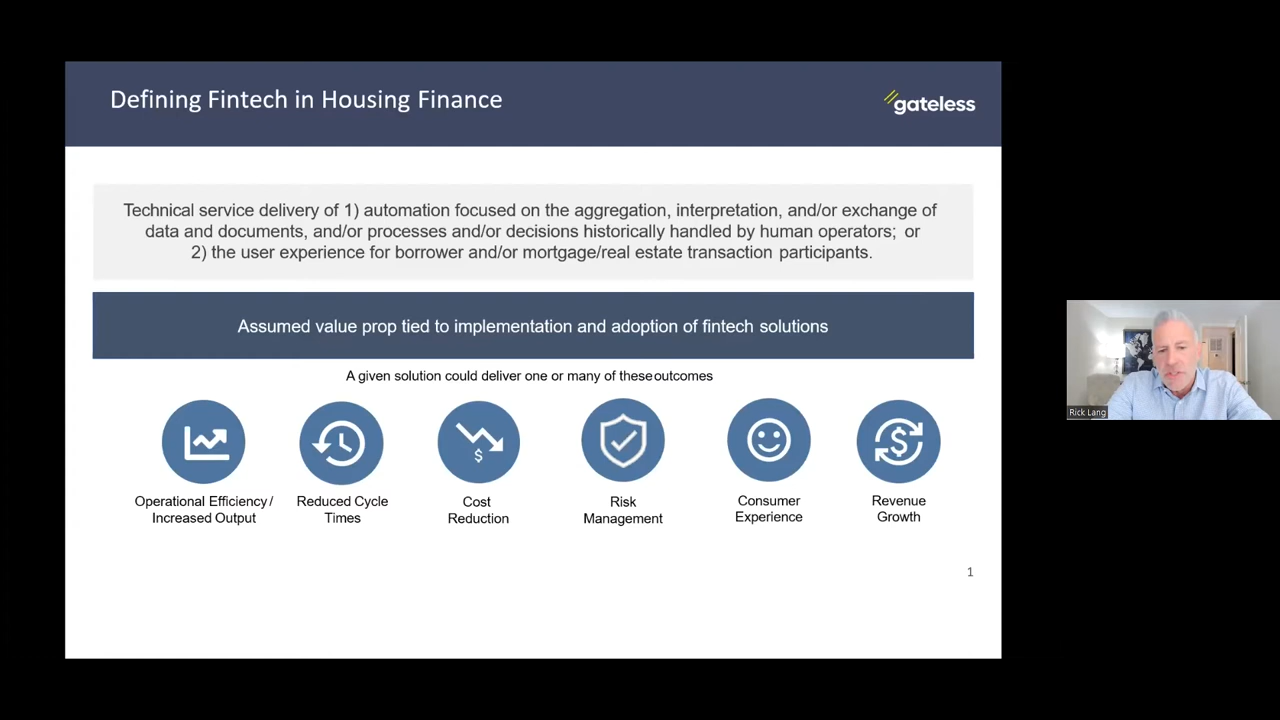 Defining Fintech in Housing Finance
gateless
Technical service delivery of 1) automation focused on the aggregation, interpretation, and/or exchange of
data and documents, and/or processes and/or decisions historically handled by human operators; or
2) the user experience for borrower and/or mortgage/real estate transaction participants.
Assumed value prop tied to implementation and adoption of fintech solutions
A given solution could deliver one or many of these outcomes
Operational Efficiency /
Increased Output
Reduced Cycle
Times
$
Cost
Reduction
Risk
Management
Consumer
Experience
$
Revenue
Growth
1
Rick Lang